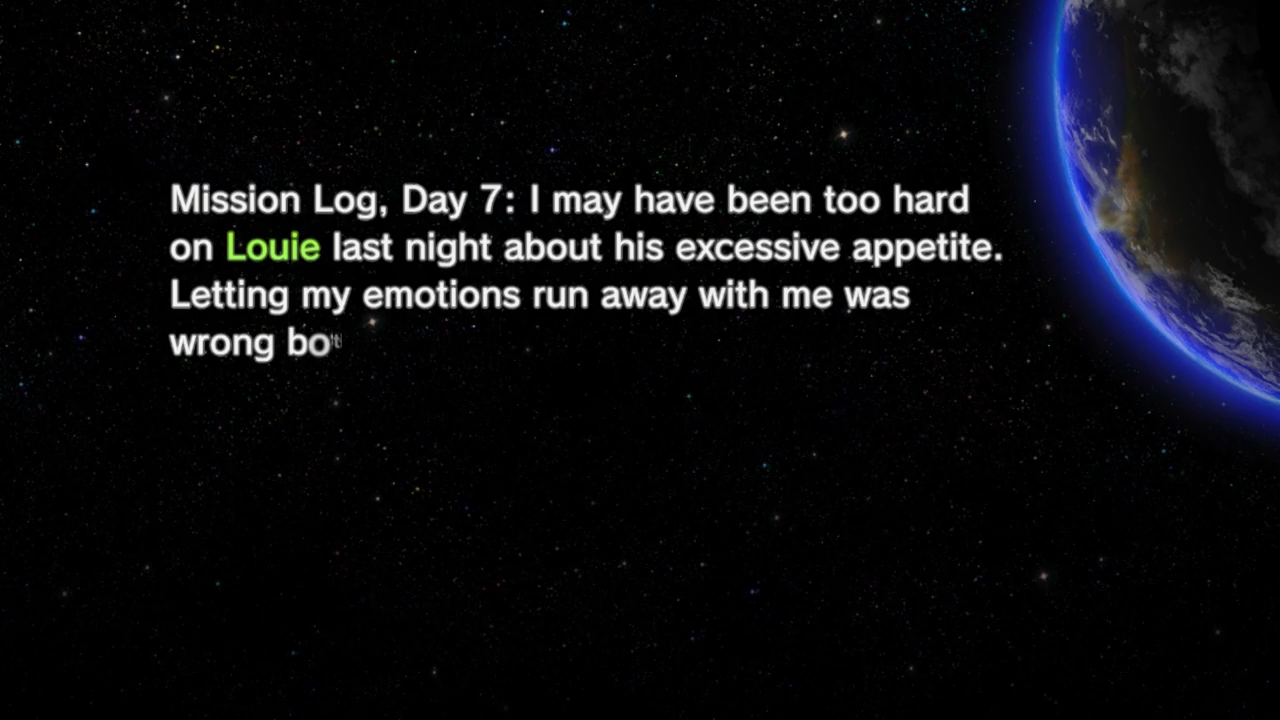 Mission Log, Day 7: I may have been too hard
on Louie last night about his excessive appetite.
Letting my emotions run away with me was
wrong